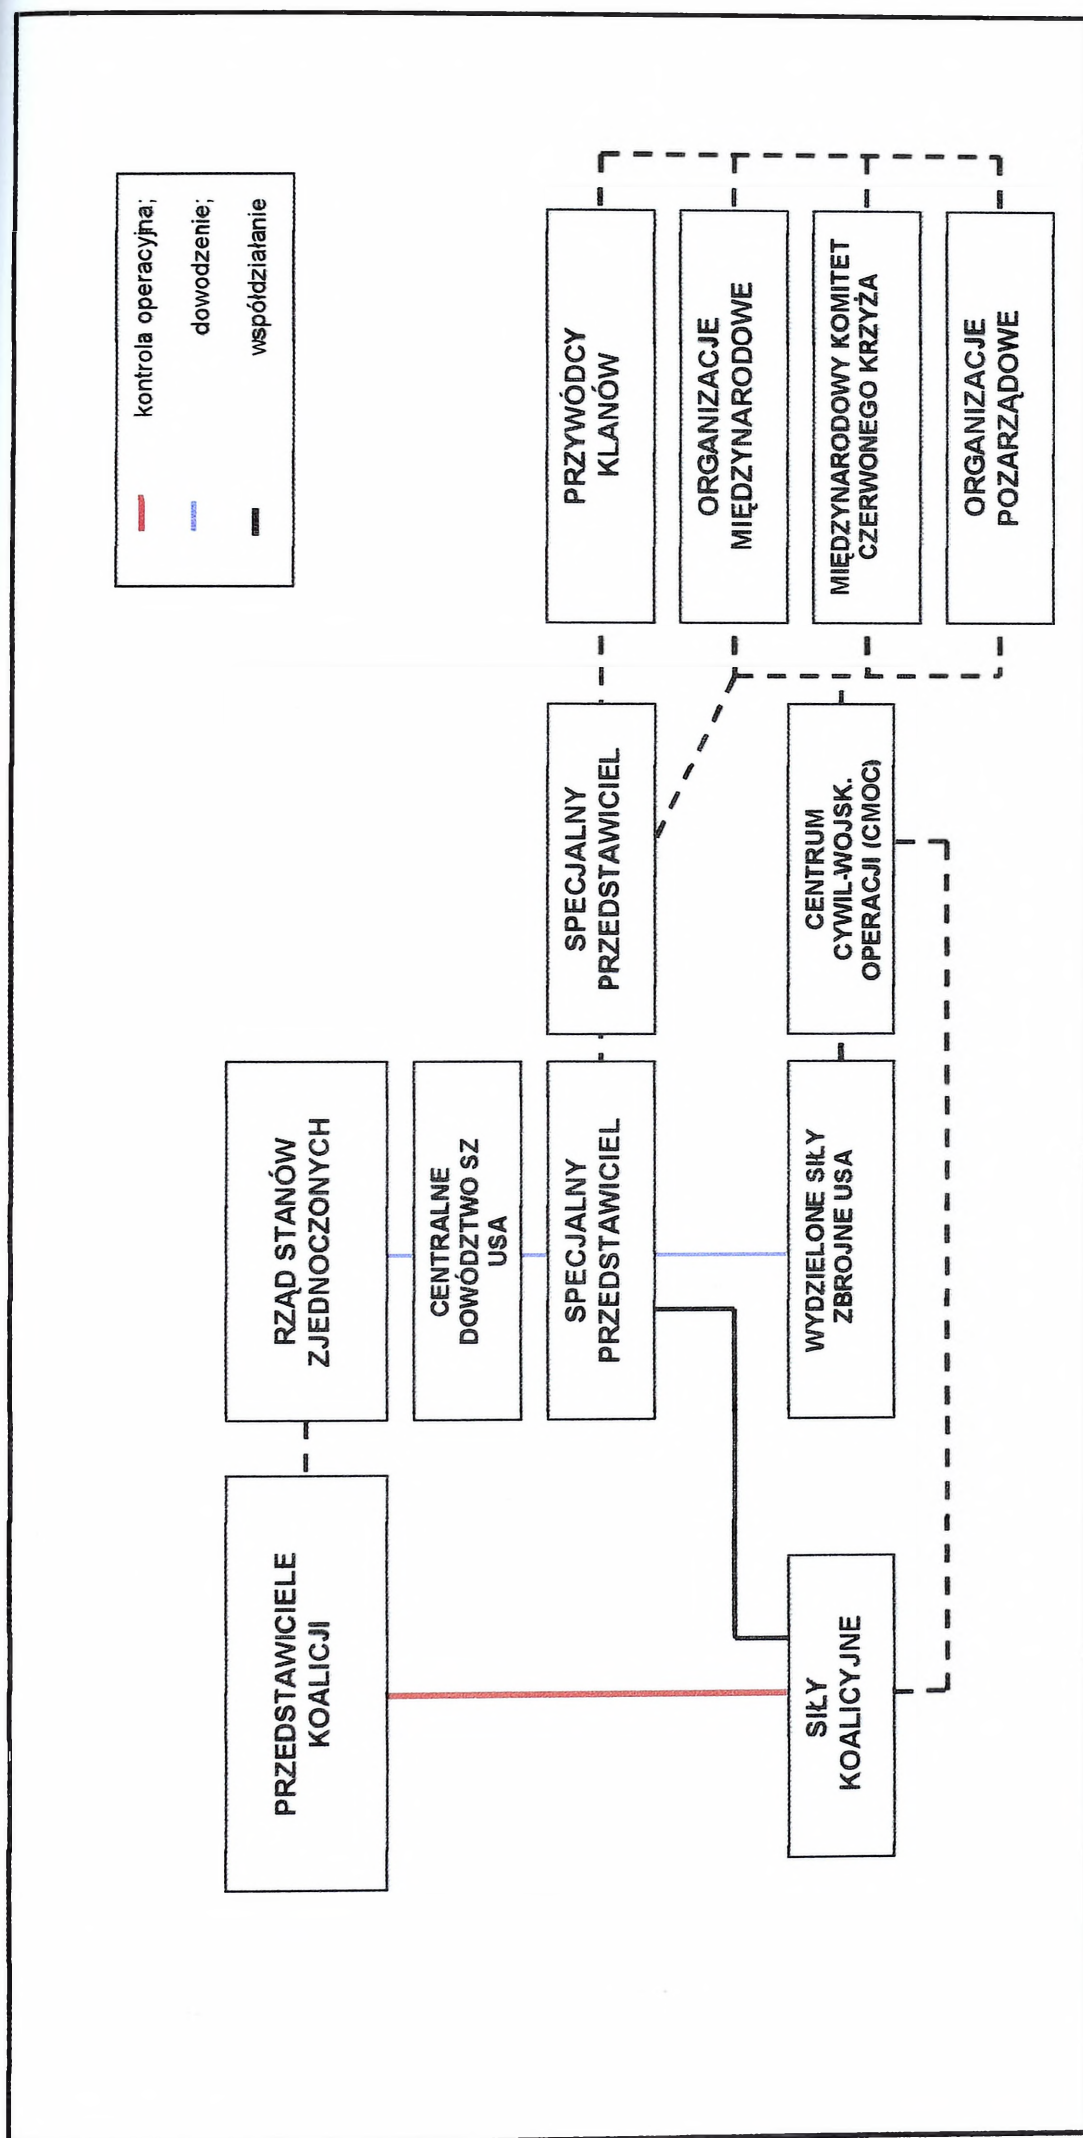 kontrola operacyjna;
dowodzenie;
współdziałanie
PRZEDSTAWICIELE
KOALICJI
RZĄD STANÓW
ZJEDNOCZONYCH
CENTRALNE
DOWÓDZTWO SZ
USA
SPECJALNY
PRZEDSTAWICIEL
SPECJALNY
PRZEDSTAWICIEL
PRZYWÓDCY
KLANÓW
ORGANIZACJE
MIĘDZYNARODOWE
SIŁY
KOALICYJNE
WYDZIELONE SIŁY
ZBROJNE USA
CENTRUM
CYWIL-WOJSK.
OPERACJI (CMOC)
MIĘDZYNARODOWY KOMITET
CZERWONEGO KRZYŻA
ORGANIZACJE
POZARZĄDOWE